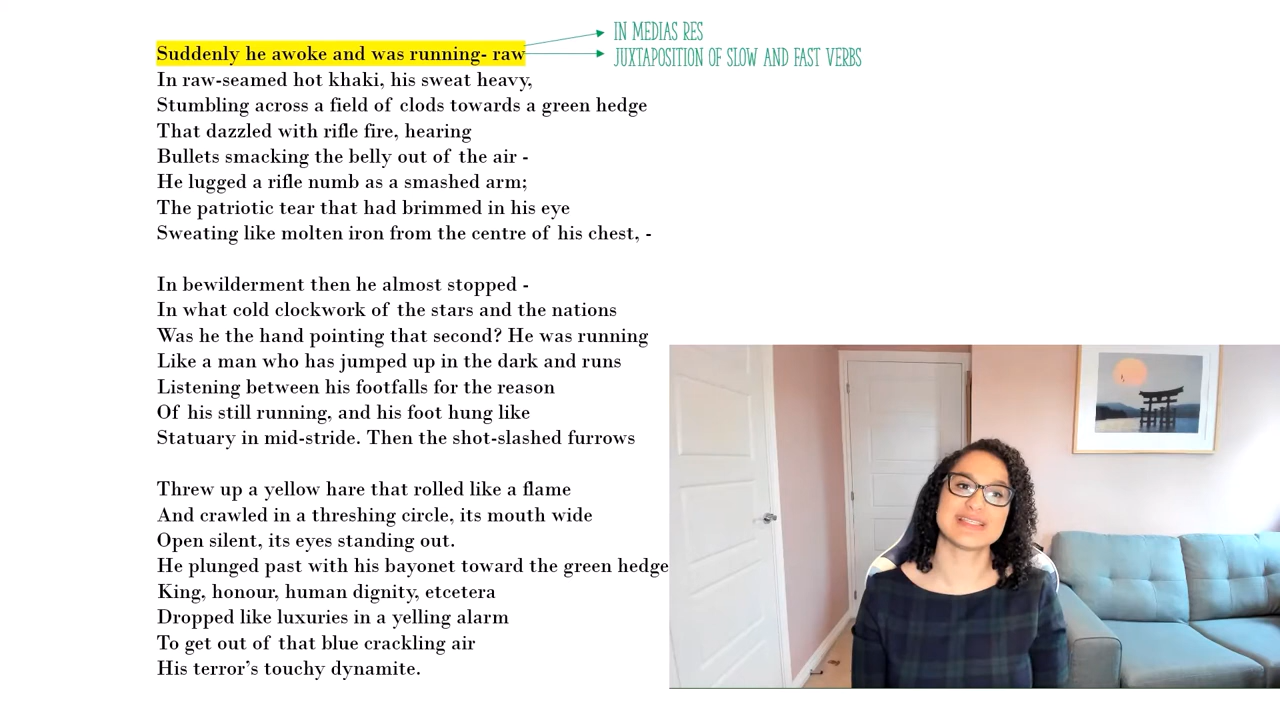 Suddenly he awoke and was running- raw
IN MEDIAS RES
JUXTAPOSITION OF SLOW AND FAST VERBS
In raw-seamed hot khaki, his sweat heavy,
Stumbling across a field of clods towards a green hedge
That dazzled with rifle fire, hearing
Bullets smacking the belly out of the air -
He lugged a rifle numb as a smashed arm;
The patriotic tear that had brimmed in his eye
Sweating like molten iron from the centre of his chest, -
In bewilderment then he almost stopped -
In what cold clockwork of the stars and the nations
Was he the hand pointing that second? He was running
Like a man who has jumped up in the dark and runs
Listening between his footfalls for the reason
Of his still running, and his foot hung like
Statuary in mid-stride. Then the shot-slashed furrows
Threw up a yellow hare that rolled like a flame
And crawled in a threshing circle, its mouth wide
Open silent, its eyes standing out.
He plunged past with his bayonet toward the green hedge
King, honour, human dignity, etcetera
Dropped like luxuries in a yelling alarm
To get out of that blue crackling air
His terror's touchy dynamite.